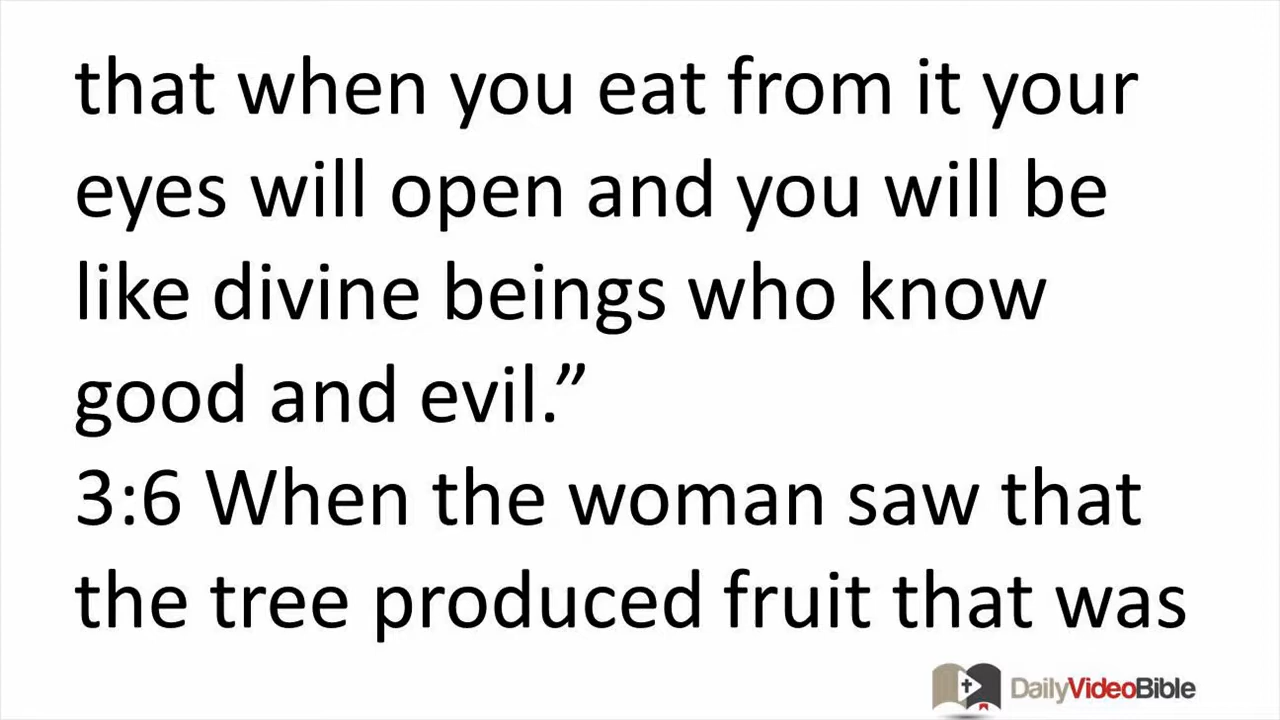 that when you eat from it your
eyes will open and you will be
like divine beings who know
good and evil.”
3:6 When the woman saw that
the tree produced fruit that was
DailyVideoBible